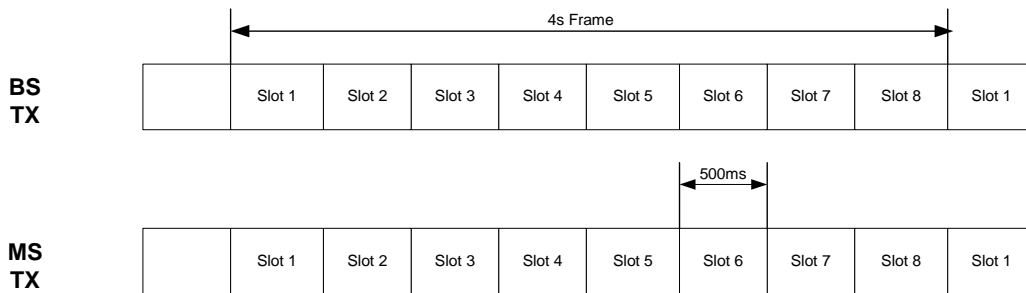 4s Frame
BS
TX
Slot 1 Slot 2 Slot 3 Slot 4 Slot 5 Slot 6 Slot 7 Slot 8 Slot 1
500ms
MS
TX
Slot 1 Slot 2 Slot 3 Slot 4 Slot 5 Slot 6 Slot 7 Slot 8 Slot 1